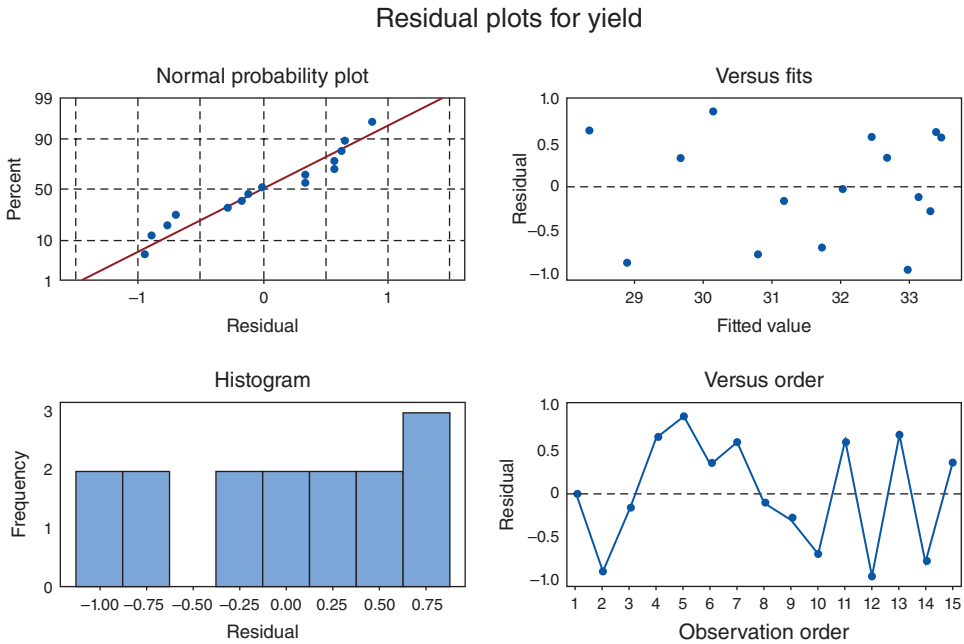 Residual plots for yield
Normal probability plot
99
90
50
10
1
Percent
–1 0 1
Residual
Versus fits
1.0
0.5
0
–0.5
–1.0
Residual
29 30 31 32 33
Fitted value
Histogram
3
2
1
0
Frequency
–1.00 –0.75 –0.50 –0.25 0.00 0.25 0.50 0.75
Residual
Versus order
1.0
0.5
0
–0.5
–1.0
Residual
1 2 3 4 5 6 7 8 9 10 11 12 13 14 15
Observation order